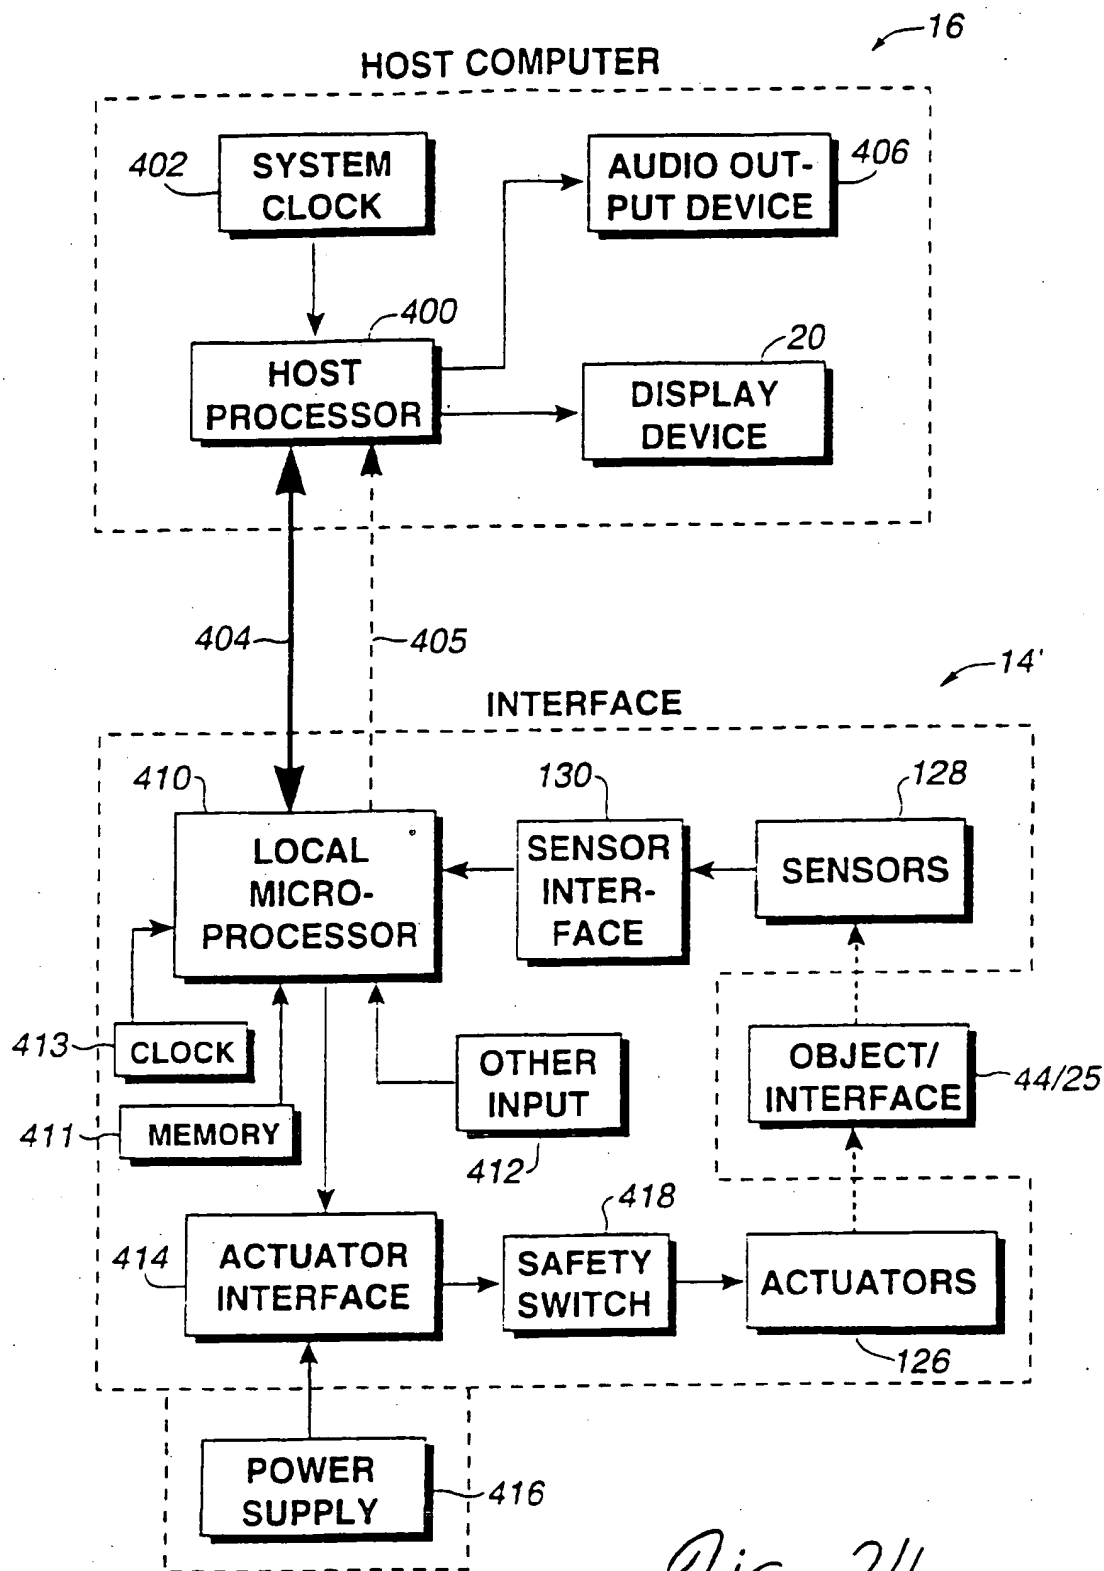 16
HOST COMPUTER
402
SYSTEM
CLOCK
AUDIO OUT-
PUT DEVICE
406
400
HOST
PROCESSOR
20
DISPLAY
DEVICE
404
405
14'
INTERFACE
410
LOCAL
MICRO-
PROCESSOR
130
SENSOR
INTER-
FACE
128
SENSORS
413
CLOCK
411
MEMORY
OTHER
INPUT
412
OBJECT/
INTERFACE
44/25
414
ACTUATOR
INTERFACE
418
SAFETY
SWITCH
ACTUATORS
126
POWER
SUPPLY
416
Fig. 24